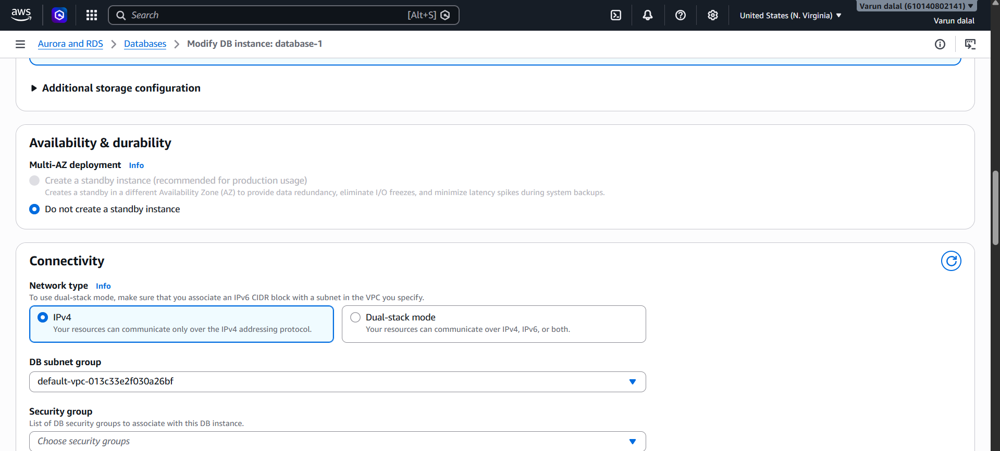 aws
Search [Alt+S]
United States (N. Virginia) ▼
Varun dalal (610140802141) ▼
Varun dalal
Aurora and RDS > Databases > Modify DB instance: database-1
Additional storage configuration
Availability & durability
Multi-AZ deployment Info
Create a standby instance (recommended for production usage)
Creates a standby in a different Availability Zone (AZ) to provide data redundancy, eliminate I/O freezes, and minimize latency spikes during system backups.
Do not create a standby instance
Connectivity
Network type Info
To use dual-stack mode, make sure that you associate an IPv6 CIDR block with a subnet in the VPC you specify.
IPv4
Your resources can communicate only over the IPv4 addressing protocol.
Dual-stack mode
Your resources can communicate over IPv4, IPv6, or both.
DB subnet group
default-vpc-013c33e2f030a26bf
Security group
List of DB security groups to associate with this DB instance.
Choose security groups